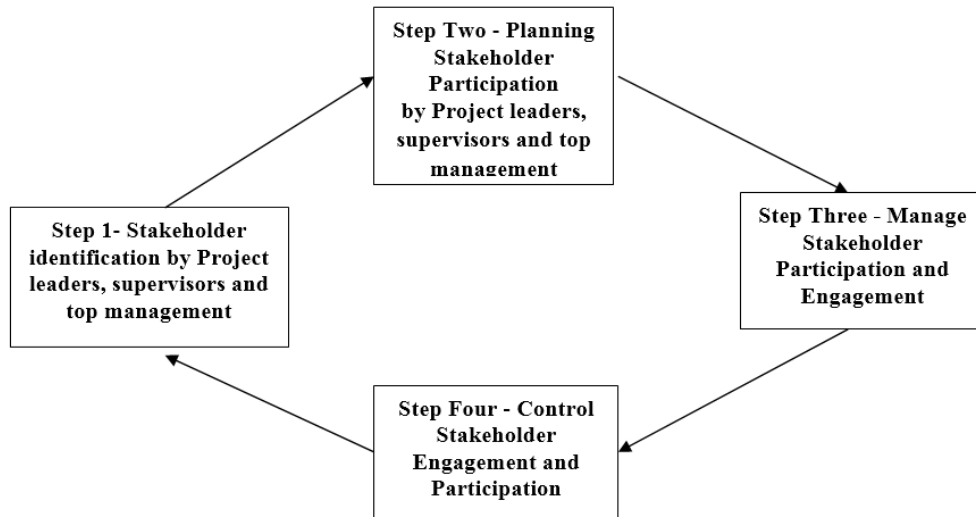 Step Two - Planning
Stakeholder
Participation
by Project leaders,
supervisors and top
management
Step 1- Stakeholder
identification by Project
leaders, supervisors and
top management
Step Three - Manage
Stakeholder
Participation and
Engagement
Step Four - Control
Stakeholder
Engagement and
Participation